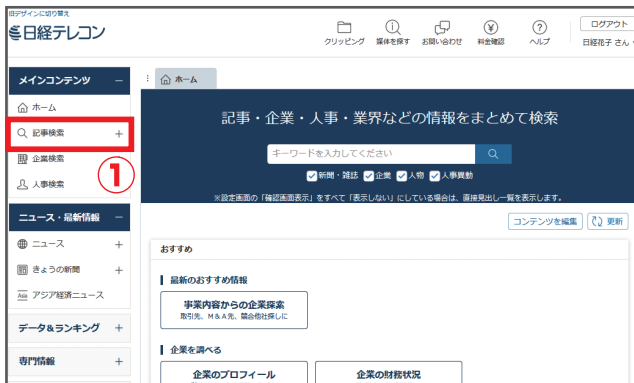 旧デザインに切り替え
日経テレコン
クリッピング 媒体を探す お問い合わせ 料金確認 ヘルプ
ログアウト
日経花子 さん
メインコンテンツ
ホーム
記事検索
企業検索
人事検索
1
ニュース・最新情報
ニュース
きょうの新聞
Asia アジア経済ニュース
データ&ランキング
専門情報
ホーム
記事・企業・人事・業界などの情報をまとめて検索
キーワードを入力してください
新聞・雑誌 企業 人物 人事異動
※設定画面の「確認画面表示」をすべて「表示しない」にしている場合は、直接見出し一覧を表示します。
コンテンツを編集 更新
おすすめ
最新のおすすめ情報
事業内容からの企業探索
取引先、M&A先、競合他社探しに
企業を調べる
企業のプロフィール 企業の財務状況